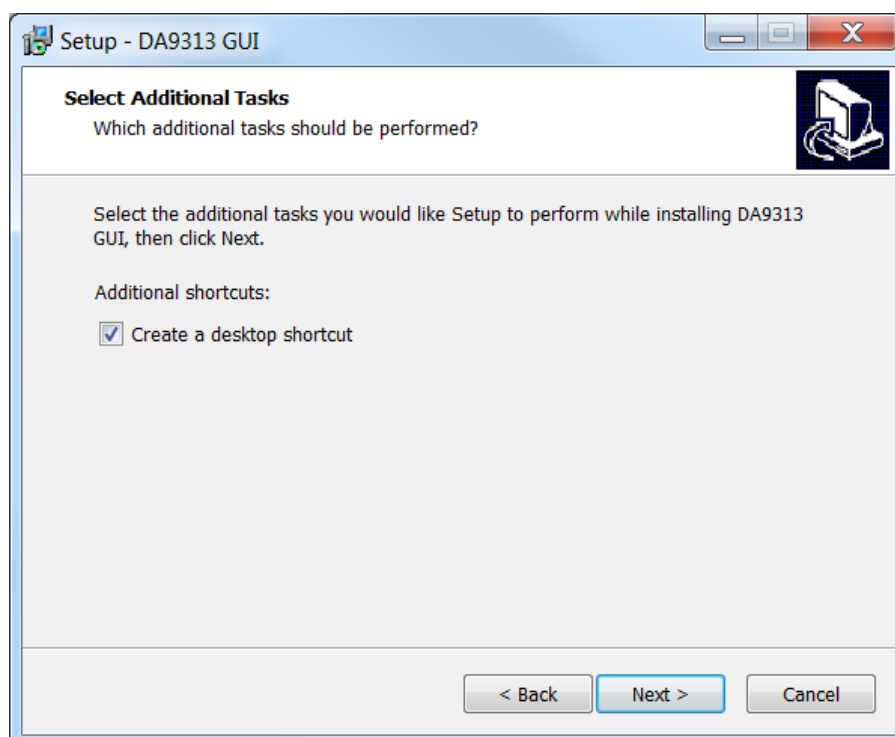 Setup - DA9313 GUI
Select Additional Tasks
Which additional tasks should be performed?
Select the additional tasks you would like Setup to perform while installing DA9313
GUI, then click Next.
Additional shortcuts:
Create a desktop shortcut
< Back
Next >
Cancel